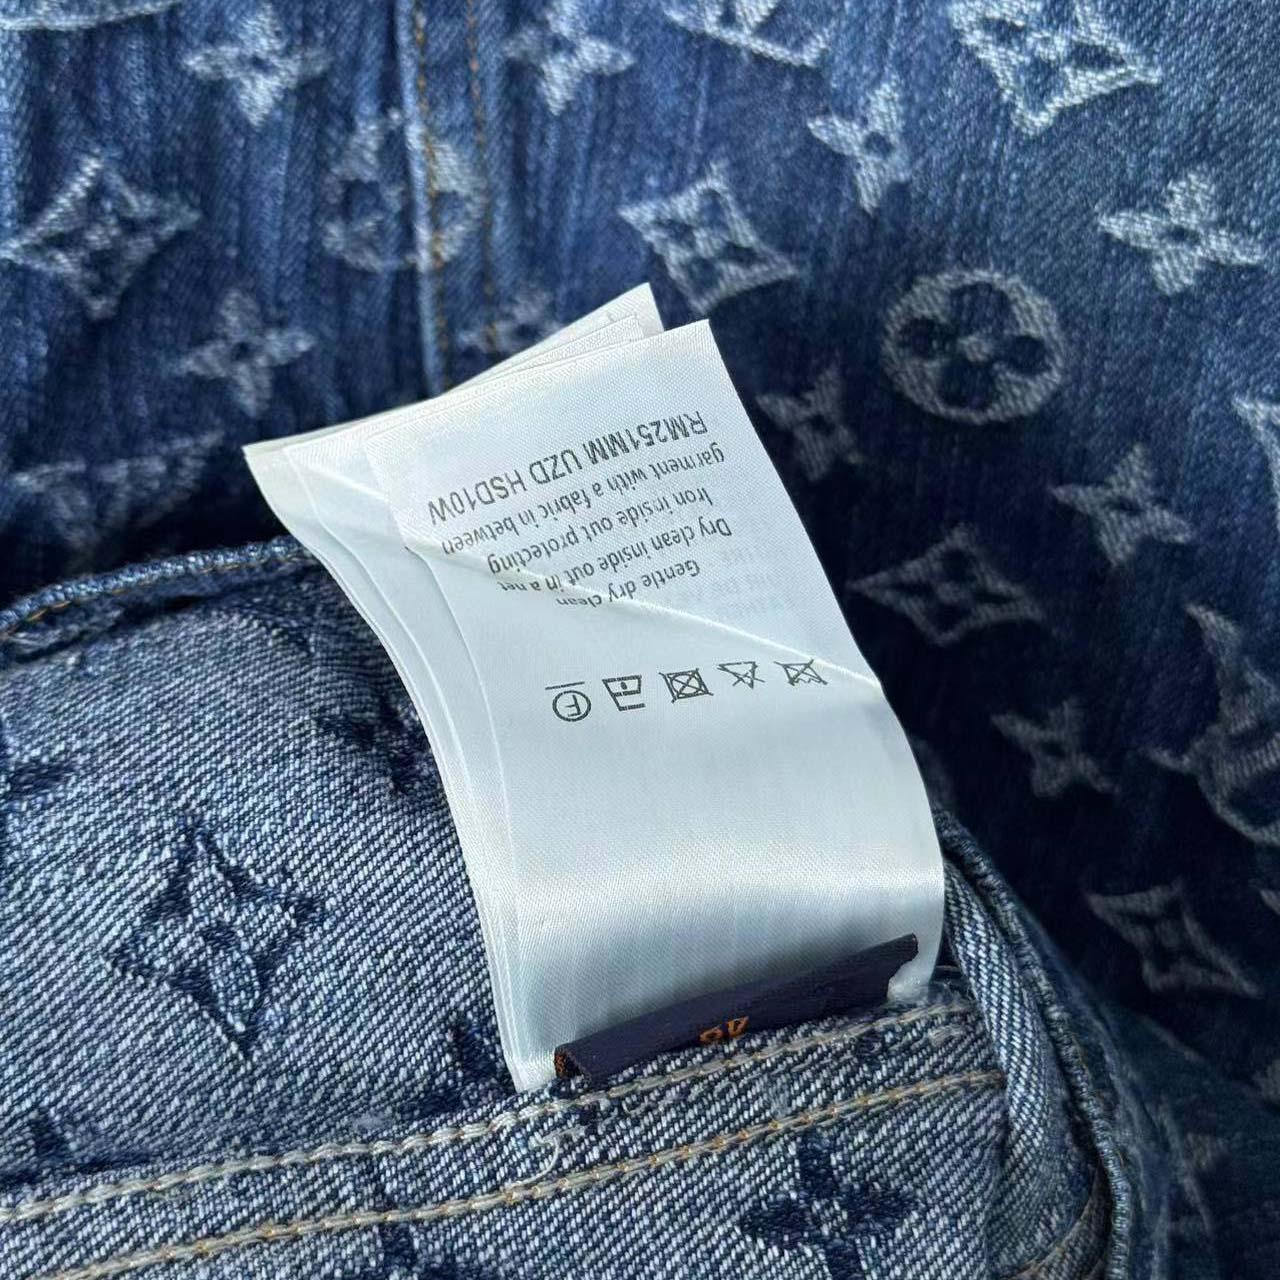 Gentle dry clean
Dry clean inside out in a net
Iron inside out protecting
garment with a fabric in between
RM251MM UZD HSD10W
F
48